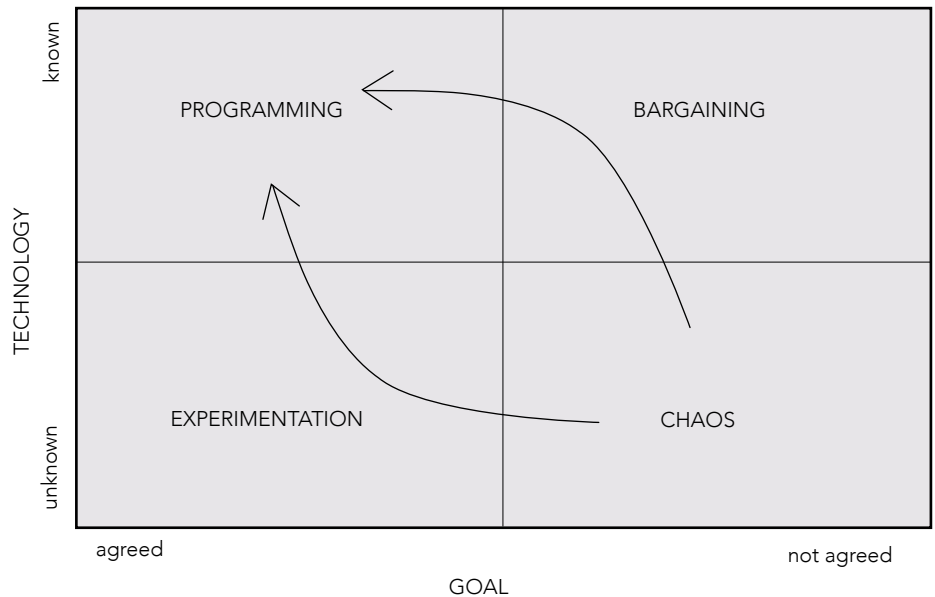 known
PROGRAMMING
BARGAINING
TECHNOLOGY
EXPERIMENTATION
CHAOS
unknown
agreed
not agreed
GOAL